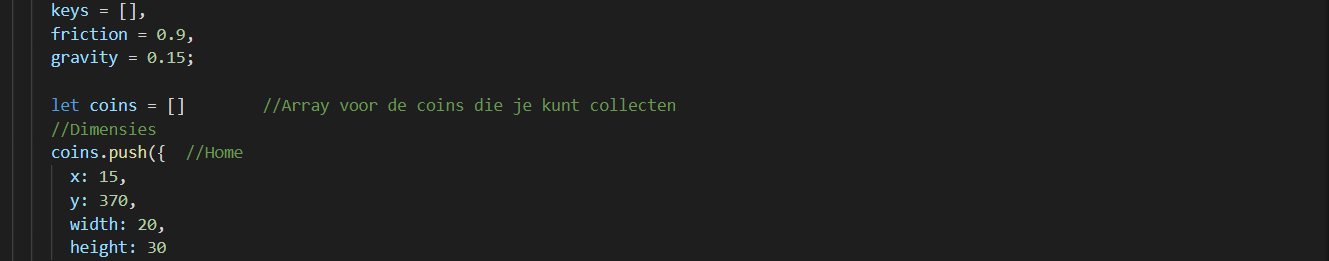 keys = [],
friction = 0.9,
gravity = 0.15;
let coins = [] //Array voor de coins die je kunt collecten
//Dimensies
coins.push({ //Home
x: 15,
y: 370,
width: 20,
height: 30